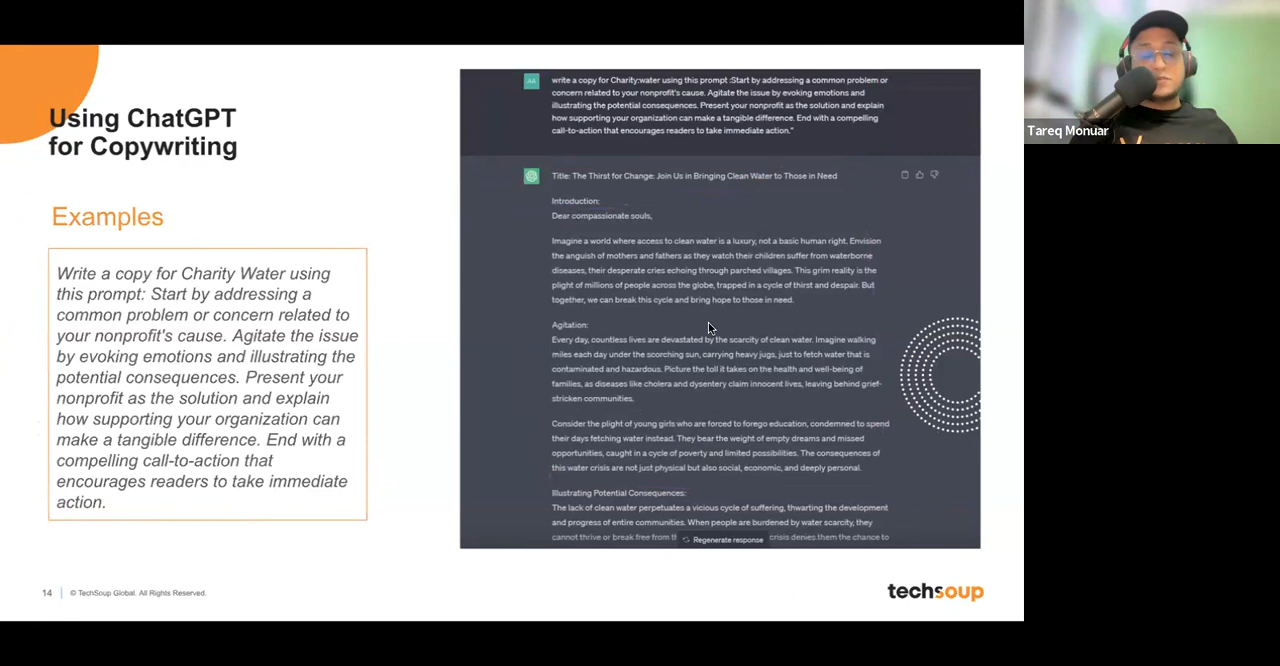 Using ChatGPT
for Copywriting
Examples
Write a copy for Charity Water using
this prompt: Start by addressing a
common problem or concern related to
your nonprofit's cause. Agitate the issue
by evoking emotions and illustrating the
potential consequences. Present your
nonprofit as the solution and explain
how supporting your organization can
make a tangible difference. End with a
compelling call-to-action that
encourages readers to take immediate
action.
AA
write a copy for Charity:water using this prompt :Start by addressing a common problem or
concern related to your nonprofit's cause. Agitate the issue by evoking emotions and
illustrating the potential consequences. Present your nonprofit as the solution and explain
how supporting your organization can make a tangible difference. End with a compelling
call-to-action that encourages readers to take immediate action."
Title: The Thirst for Change: Join Us in Bringing Clean Water to Those in Need
Introduction:
Dear compassionate souls,
Imagine a world where access to clean water is a luxury, not a basic human right. Envision
the anguish of mothers and fathers as they watch their children suffer from waterborne
diseases, their desperate cries echoing through parched villages. This grim reality is the
plight of millions of people across the globe, trapped in a cycle of thirst and despair. But
together, we can break this cycle and bring hope to those in need.
Agitation:
Every day, countless lives are devastated by the scarcity of clean water. Imagine walking
miles each day under the scorching sun, carrying heavy jugs, just to fetch water that is
contaminated and hazardous. Picture the toll it takes on the health and well-being of
families, as diseases like cholera and dysentery claim innocent lives, leaving behind grief-
stricken communities.
Consider the plight of young girls who are forced to forego education, condemned to spend
their days fetching water instead. They bear the weight of empty dreams and missed
opportunities, caught in a cycle of poverty and limited possibilities. The consequences of
this water crisis are not just physical but also social, economic, and deeply personal.
Illustrating Potential Consequences:
The lack of clean water perpetuates a vicious cycle of suffering, thwarting the development
and progress of entire communities. When people are burdened by water scarcity, they
cannot thrive or break free from crisis denies them the chance to
Regenerate response
14
© TechSoup Global. All Rights Reserved.
techsoup
Tareq Monuar